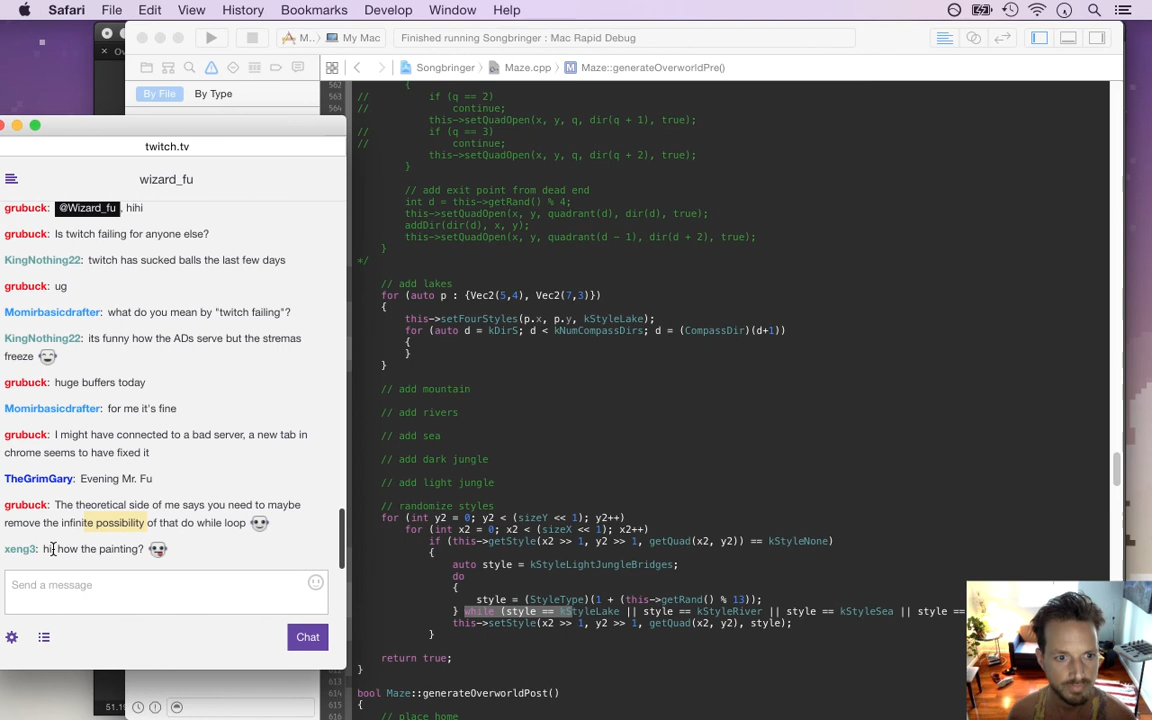 Safari File Edit View History Bookmarks Develop Window Help
My Mac
Finished running Songbringer : Mac Rapid Debug
Songbringer Maze.cpp Maze::generateOverworldPre()
By File By Type
twitch.tv
wizard_fu
grubuck: @Wizard_fu , hihi
grubuck: Is twitch failing for anyone else?
KingNothing22: twitch has sucked balls the last few days
grubuck: ug
Momirbasicdrafter: what do you mean by "twitch failing"?
KingNothing22: its funny how the ADs serve but the stremas
freeze
grubuck: huge buffers today
Momirbasicdrafter: for me it's fine
grubuck: I might have connected to a bad server, a new tab in
chrome seems to have fixed it
TheGrimGary: Evening Mr. Fu
grubuck: The theoretical side of me says you need to maybe
remove the infinite possibility of that do while loop
xeng3: hi how the painting?
Send a message
Chat
51.19
562
{
563 // if (q == 2)
564 // continue;
this->setQuadOpen(x, y, q, dir(q + 1), true);
// if (q == 3)
// continue;
this->setQuadOpen(x, y, q, dir(q + 2), true);
}
// add exit point from dead end
int d = this->getRand() % 4;
this->setQuadOpen(x, y, quadrant(d), dir(d), true);
addDir(dir(d), x, y);
this->setQuadOpen(x, y, quadrant(d – 1), dir(d + 2), true);
}
*/
// add lakes
for (auto p : {Vec2(5,4), Vec2(7,3)})
{
this->setFourStyles(p.x, p.y, kStyleLake);
for (auto d = kDirS; d < kNumCompassDirs; d = (CompassDir)(d+1))
{
}
}
// add mountain
// add rivers
// add sea
// add dark jungle
// add light jungle
// randomize styles
for (int y2 = 0; y2 < (sizeY << 1); y2++)
for (int x2 = 0; x2 < (sizeX << 1); x2++)
if (this->getStyle(x2 >> 1, y2 >> 1, getQuad(x2, y2)) == kStyleNone)
{
auto style = kStyleLightJungleBridges;
do
{
style = (StyleType)(1 + (this->getRand() % 13));
} while (style == kStyleLake || style == kStyleRiver || style == kStyleSea || style ==
this->setStyle(x2 >> 1, y2 >> 1, getQuad(x2, y2), style);
}
return true;
}
613
614 bool Maze::generateOverworldPost()
615 {
616 // place home